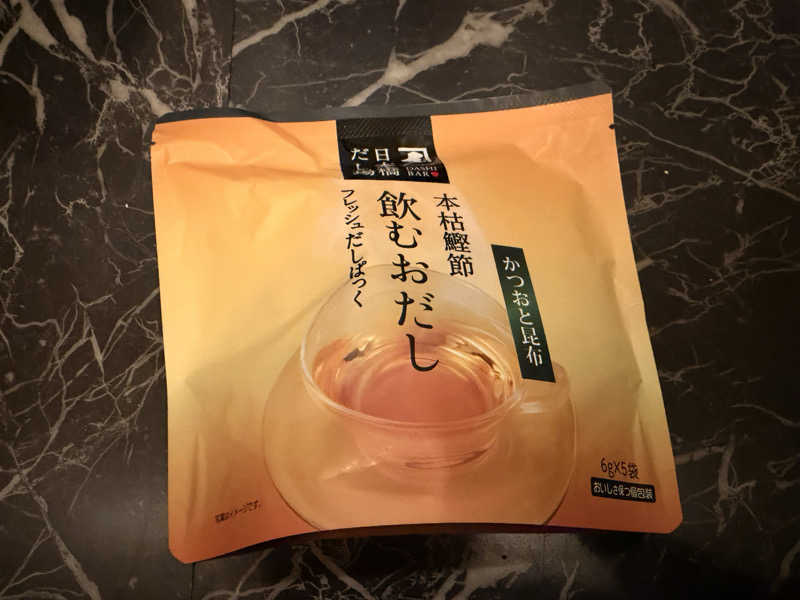 日本橋
だし場
DASHI
BAR
本枯鰹節
飲むおだし
フレッシュだしぱっく
かつおと昆布
6g×5袋
おいしさ保つ個包装
写真はイメージです。